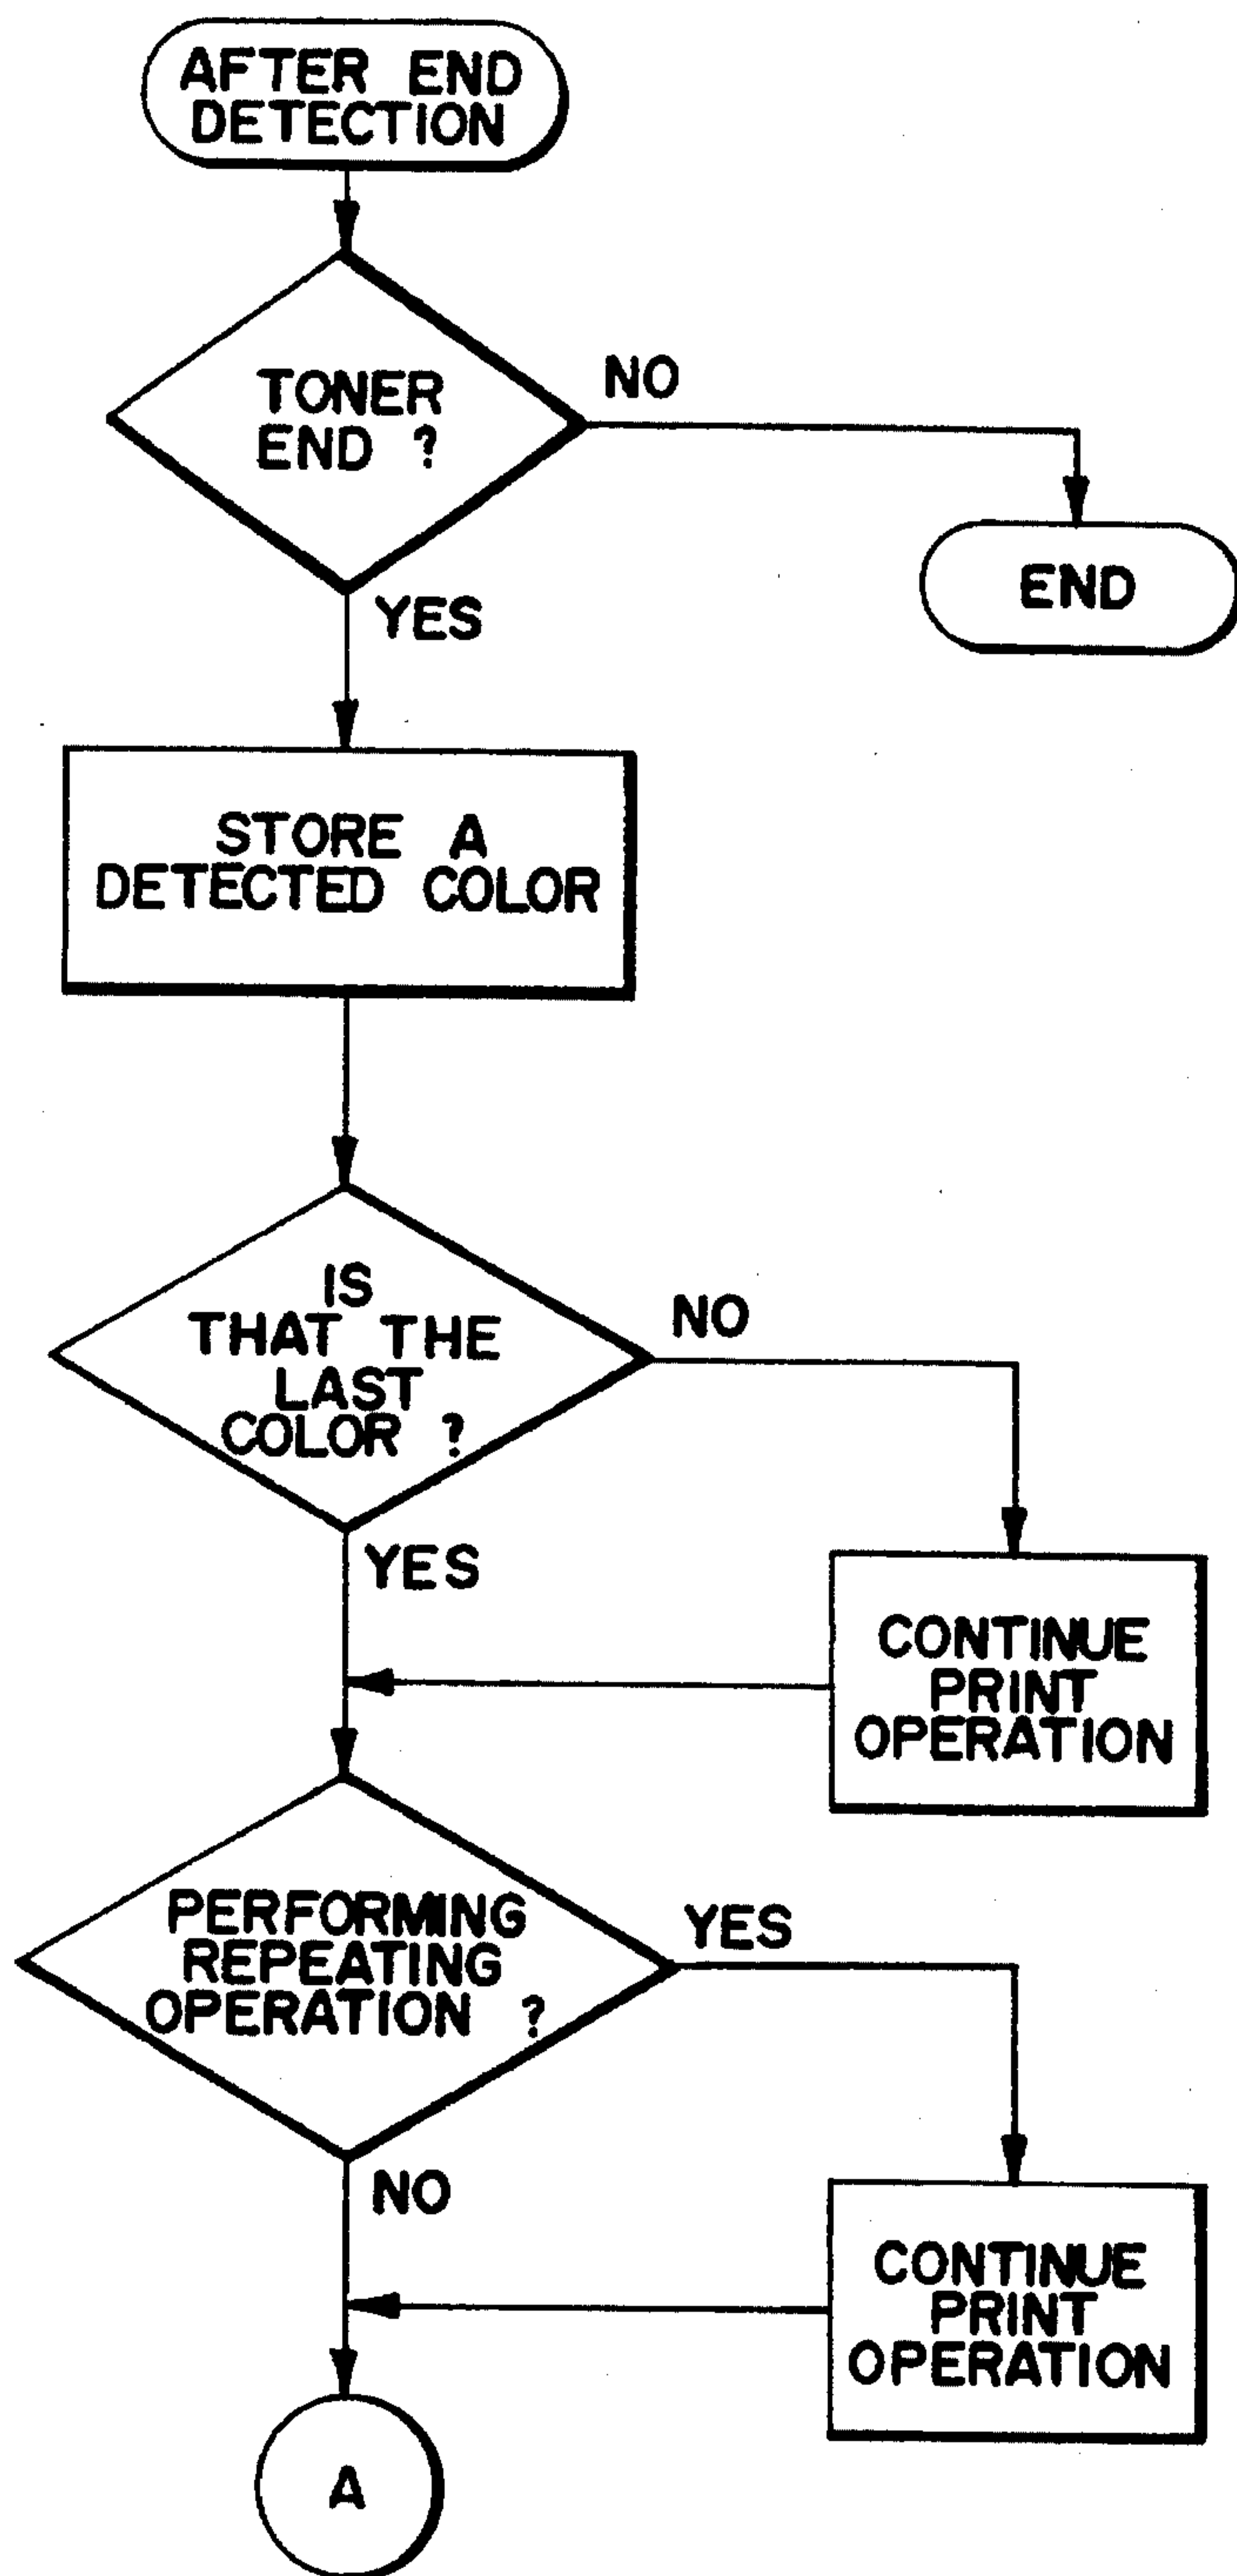 AFTER END
DETECTION
TONER
END ?
NO
END
YES
STORE A
DETECTED COLOR
IS
THAT THE
LAST
COLOR ?
NO
YES
CONTINUE
PRINT
OPERATION
PERFORMING
REPEATING
OPERATION ?
YES
NO
CONTINUE
PRINT
OPERATION
A